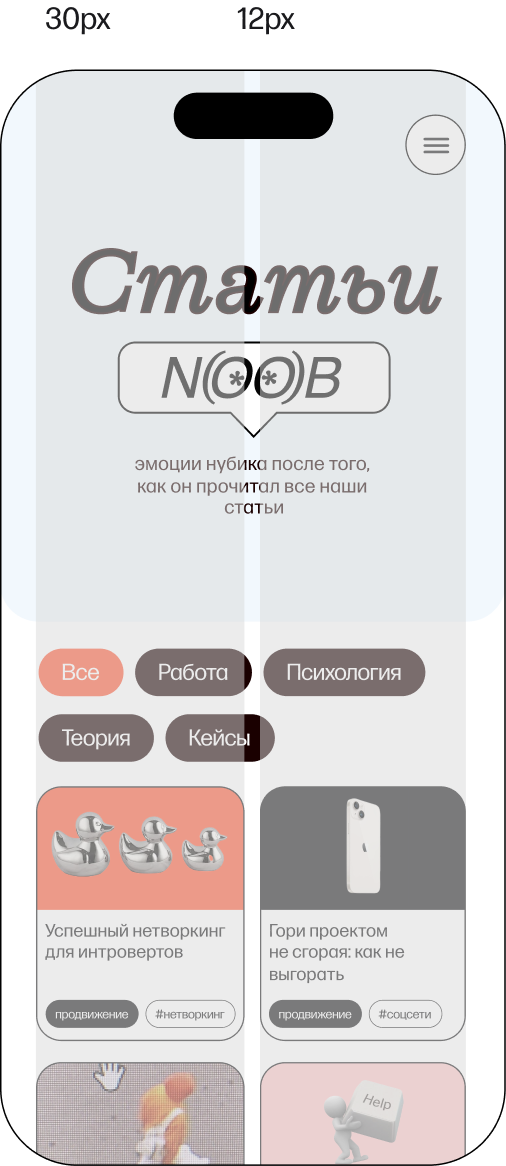 30px 12px
Статьи
N(O*O*)B
эмоции нубика после того,
как он прочитал все наши
статьи
Все Работа Психология
Теория Кейсы
Успешный нетворкинг
для интровертов
продвижение #нетворкинг
Гори проектом
не сгорая: как не
выгорать
продвижение #соцсети
Help